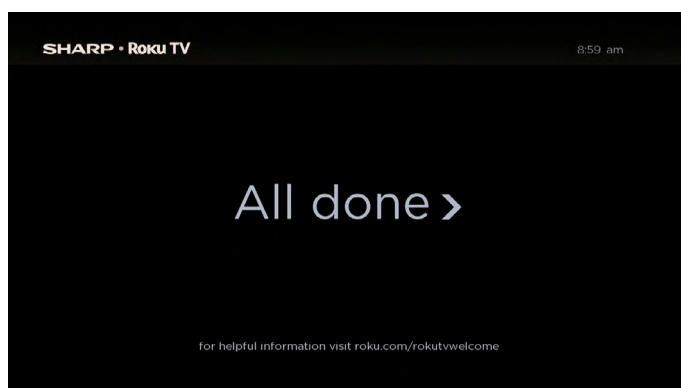 SHARP • Roku TV
8:59 am
All done >
for helpful information visit roku.com/rokutvwelcome